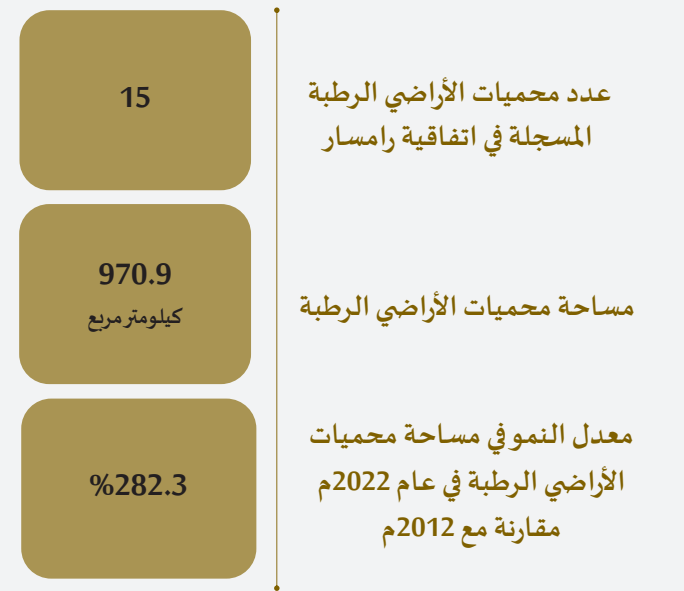 عدد محميات الأراضي الرطبة
المسجلة في اتفاقية رامسار
15
مساحة محميات الأراضي الرطبة
970.9
كيلومتر مربع
معدل النمو في مساحة محميات
الأراضي الرطبة في عام 2022م
مقارنة مع 2012م
%282.3